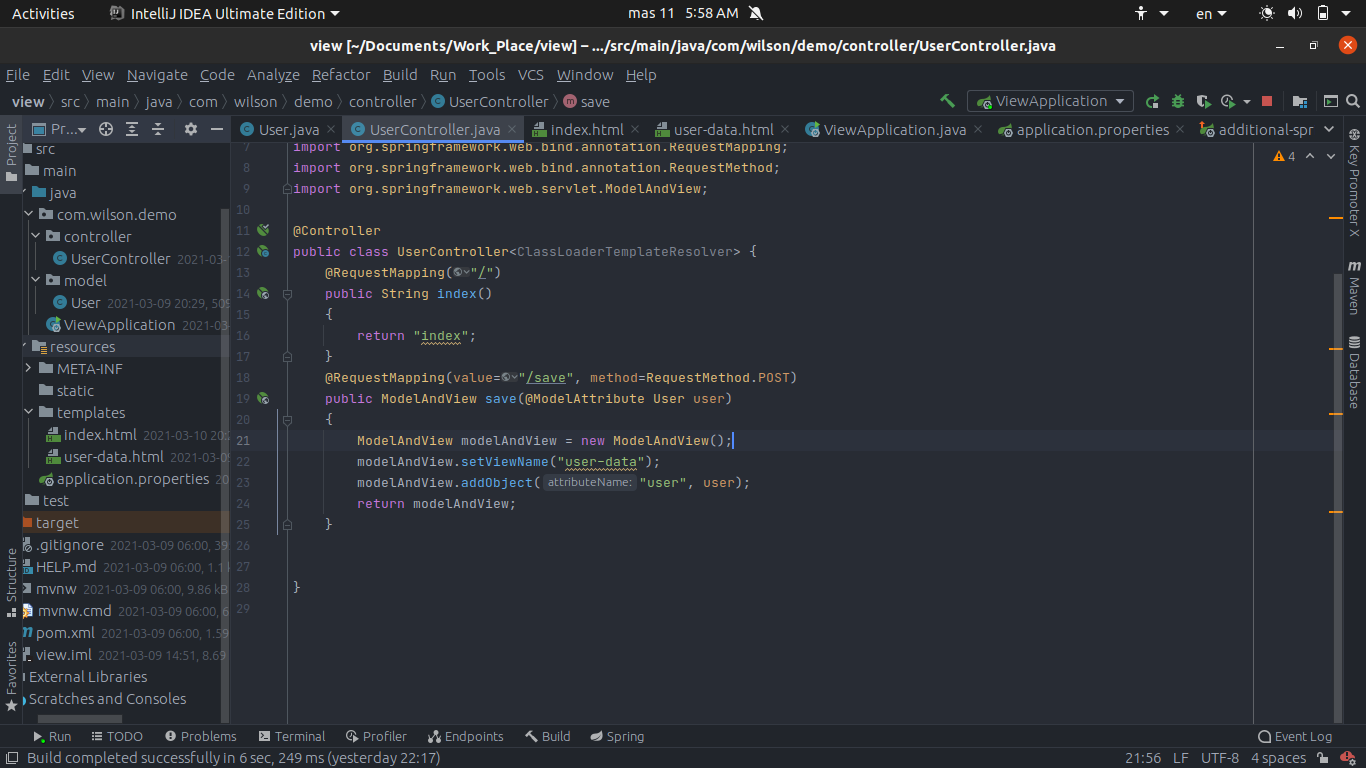 Activities IntelliJ IDEA Ultimate Edition mas 11 5:58 AM en
view [~/Documents/Work_Place/view] – .../src/main/java/com/wilson/demo/controller/UserController.java
File Edit View Navigate Code Analyze Refactor Build Run Tools VCS Window Help
view src main java com wilson demo controller UserController save ViewApplication
Project
Structure
Favorites
Pr...
src
main
java
com.wilson.demo
controller
UserController 2021-03-
model
User 2021-03-09 20:29, 509
ViewApplication 2021-03
resources
META-INF
static
templates
index.html 2021-03-10 20:
user-data.html 2021-03-09
application.properties 20
test
target
.gitignore 2021-03-09 06:00, 39
HELP.md 2021-03-09 06:00, 1.1 k
mvnw 2021-03-09 06:00, 9.86 kB
mvnw.cmd 2021-03-09 06:00, 6
pom.xml 2021-03-09 06:00, 1.59
view.iml 2021-03-09 14:51, 8.69
External Libraries
Scratches and Consoles
User.java UserController.java index.html user-data.html ViewApplication.java application.properties additional-spr
4
7 import org.springframework.web.bind.annotation.RequestMapping;
8 import org.springframework.web.bind.annotation.RequestMethod;
9 import org.springframework.web.servlet.ModelAndView;
10
11 @Controller
12 public class UserController<ClassLoaderTemplateResolver> {
13 @RequestMapping("/")
14 public String index()
15 {
16 return "index";
17 }
18 @RequestMapping(value="/save", method=RequestMethod.POST)
19 public ModelAndView save(@ModelAttribute User user)
20 {
21 ModelAndView modelAndView = new ModelAndView();
22 modelAndView.setViewName("user-data");
23 modelAndView.addObject( attributeName: "user", user);
24 return modelAndView;
25 }
26
27
28 }
29
Key Promoter X
Maven
Database
Run TODO Problems Terminal Profiler Endpoints Build Spring Event Log
Build completed successfully in 6 sec, 249 ms (yesterday 22:17) 21:56 LF UTF-8 4 spaces